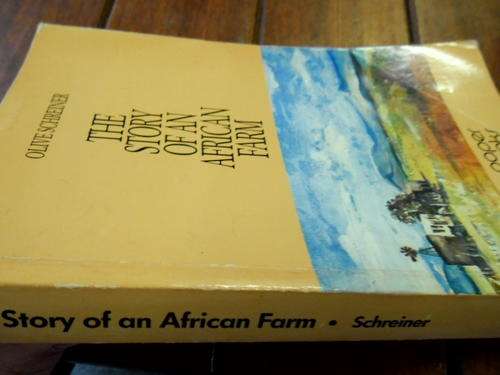 OLIVE SCHREINER
THE
STORY
OF AN
AFRICAN
FARM
Story of an African Farm • Schreiner